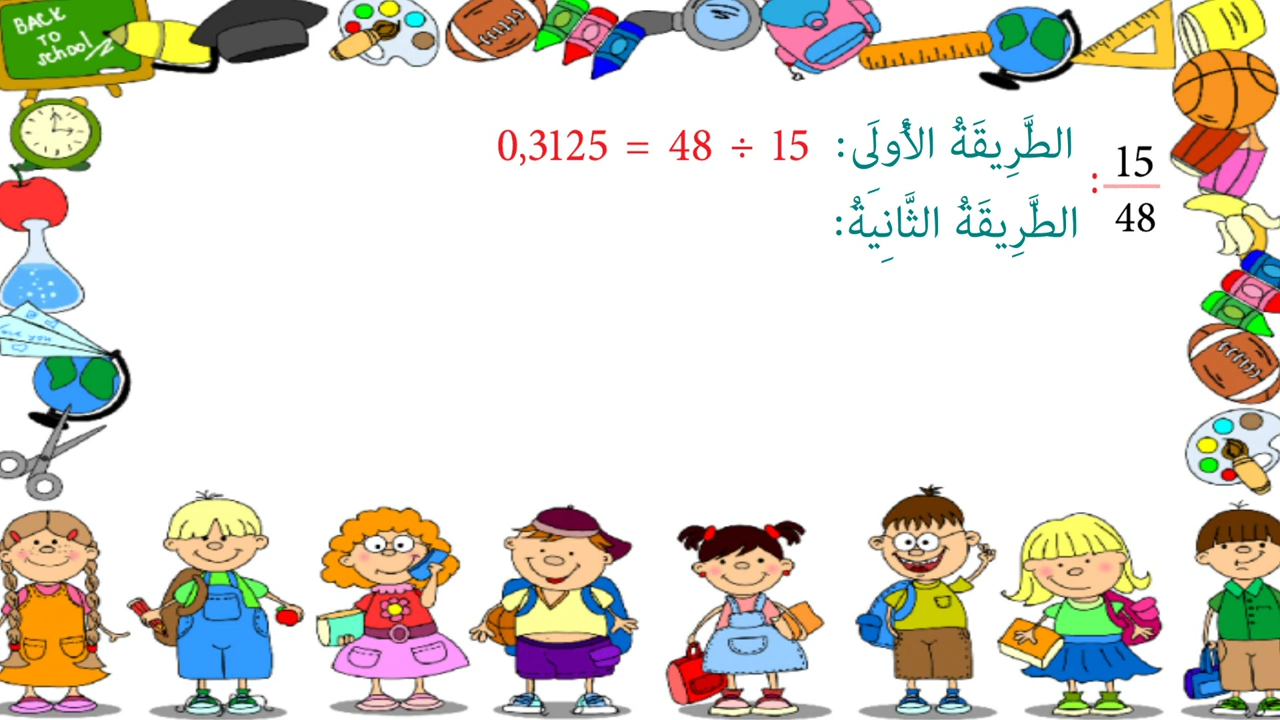 BACK
TO
school
15
48
:
الطَّرِيقَةُ الأُولَى: 15 ÷ 48 = 0,3125
الطَّرِيقَةُ الثَّانِيَةُ: